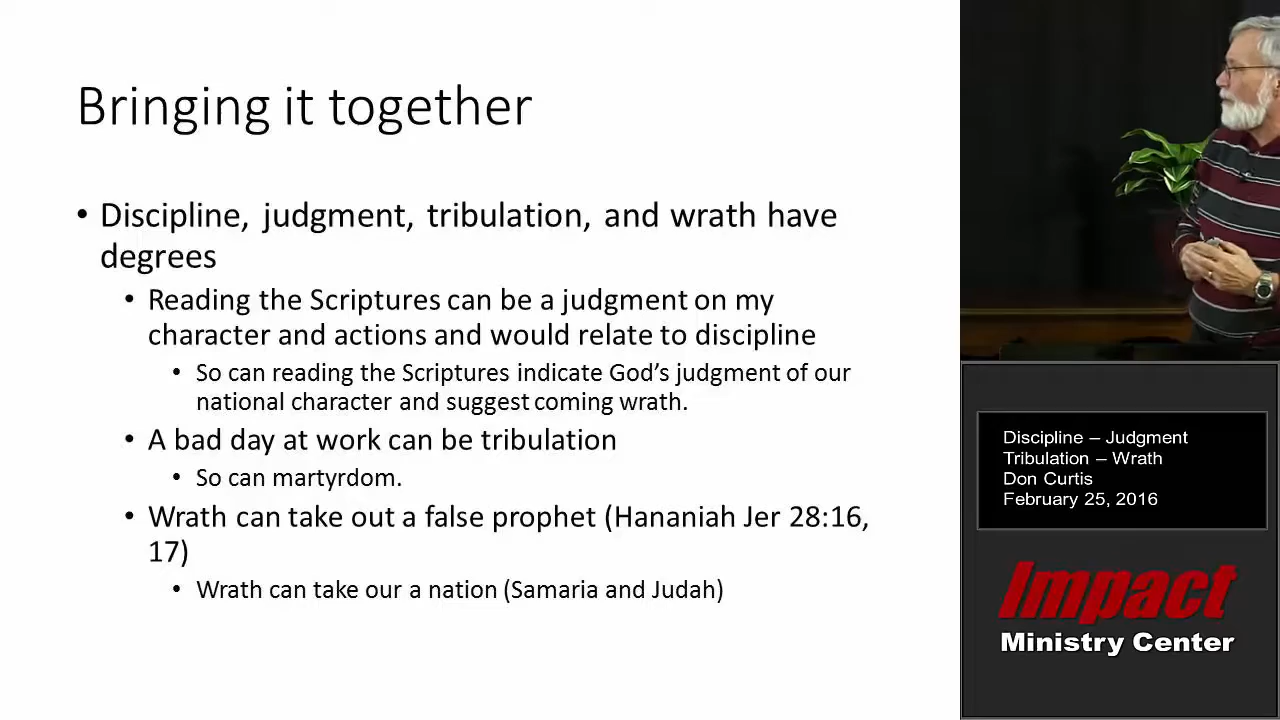 Bringing it together
• Discipline, judgment, tribulation, and wrath have
degrees
• Reading the Scriptures can be a judgment on my
character and actions and would relate to discipline
• So can reading the Scriptures indicate God's judgment of our
national character and suggest coming wrath.
• A bad day at work can be tribulation
• So can martyrdom.
• Wrath can take out a false prophet (Hananiah Jer 28:16,
17)
• Wrath can take our a nation (Samaria and Judah)
Discipline – Judgment
Tribulation – Wrath
Don Curtis
February 25, 2016
Impact
Ministry Center